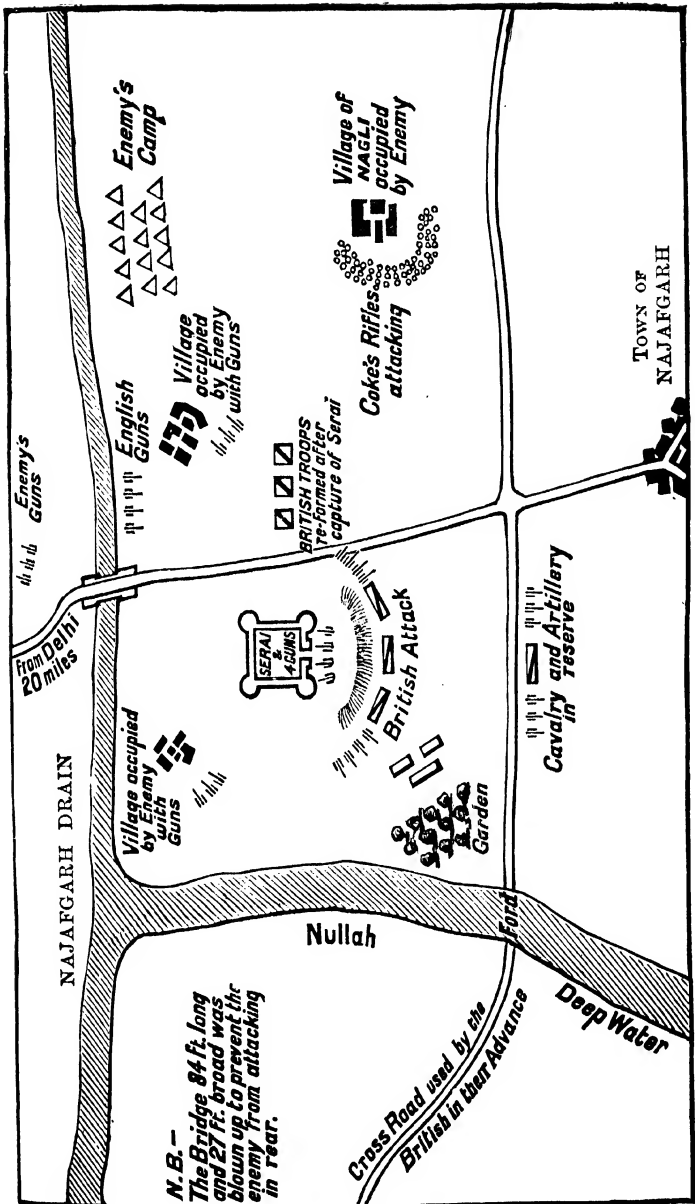 N.B.–
The Bridge 84 ft. long
and 27 ft. broad was
blown up to prevent the
enemy from attacking
in rear.
NAJAFGARH DRAIN
From Delhi
20 miles
Enemy's
Guns
Village occupied
by Enemy
with
Guns
English
Guns
Enemy's
Camp
Village
occupied
by Enemy
with Guns
SERAI
&
4 GUNS
BRITISH TROOPS
re-formed after
capture of Serai
Nullah
British Attack
Village of
NAGLI
occupied
by Enemy
Coke's Rifles
attacking
Garden
Cross Road used by the
British in their Advance
Ford
Cavalry and Artillery
in reserve
Deep Water
TOWN OF
NAJAFGARH